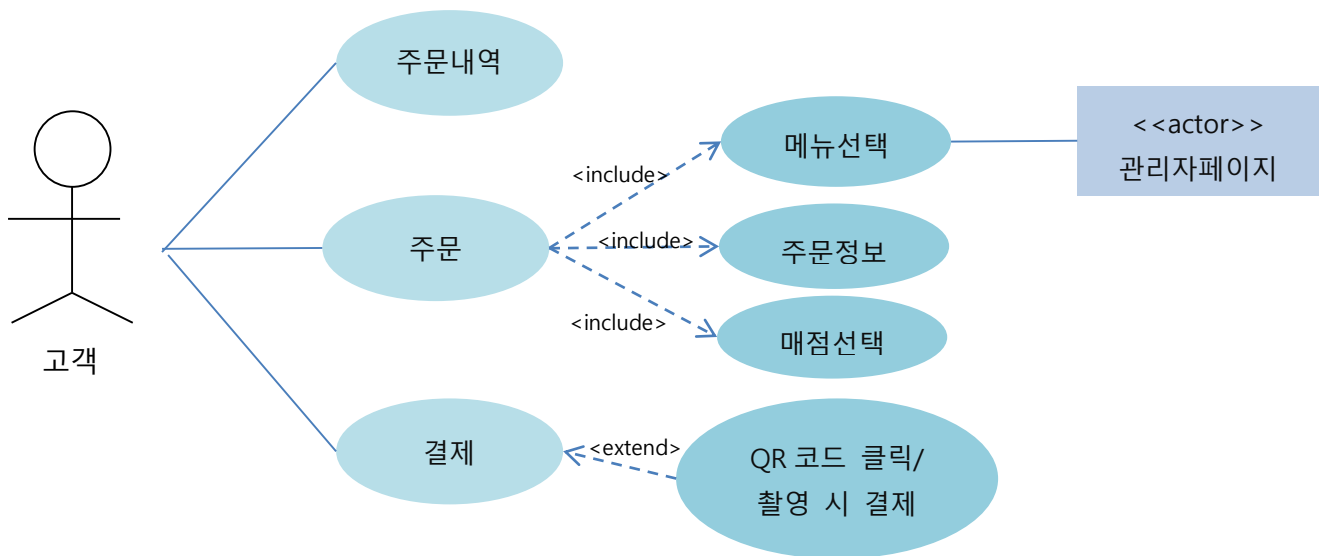 주문내역
메뉴선택
<<actor>>
관리자페이지
<include>
주문
<include>
주문정보
<include>
매점선택
고객
결제
<extend>
QR 코드 클릭/
촬영 시 결제